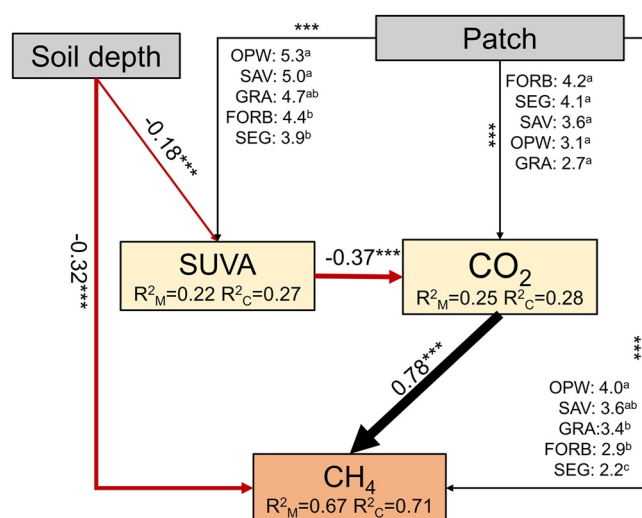 ***
Patch
Soil depth
OPW: 5.3ᵃ
SAV: 5.0ᵃ
GRA: 4.7ᵃᵇ
FORB: 4.4ᵇ
SEG: 3.9ᵇ
FORB: 4.2ᵃ
SEG: 4.1ᵃ
SAV: 3.6ᵃ
OPW: 3.1ᵃ
GRA: 2.7ᵃ
***
-0.18***
-0.32***
SUVA
R²M=0.22 R²C=0.27
-0.37***
CO₂
R²M=0.25 R²C=0.28
0.78***
***
OPW: 4.0ᵃ
SAV: 3.6ᵃᵇ
GRA:3.4ᵇ
FORB: 2.9ᵇ
SEG: 2.2ᶜ
CH₄
R²M=0.67 R²C=0.71